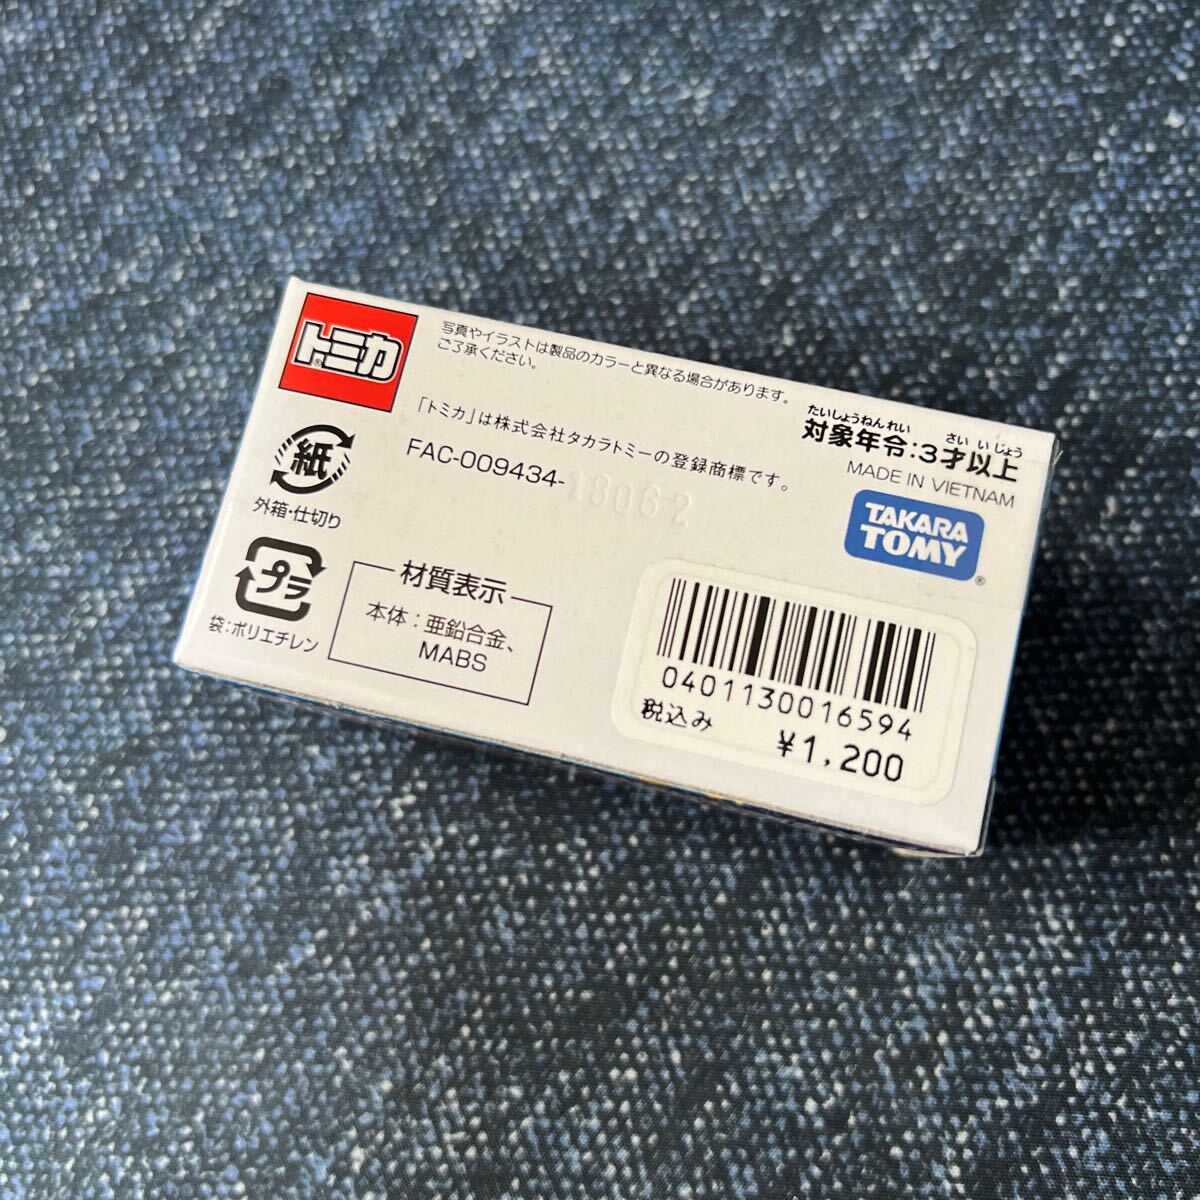 トミカ®
写真やイラストは製品のカラーと異なる場合があります。
ご了承ください。
「トミカ」は株式会社タカラトミーの登録商標です。
FAC-009434-
たいしょうねんれい さい いじょう
対象年令:3才以上
MADE IN VIETNAM
TAKARA
TOMY®
紙
外箱・仕切り
プラ
袋:ポリエチレン
材質表示
本体:亜鉛合金、
MABS
0401130016594
税込み
¥1,200